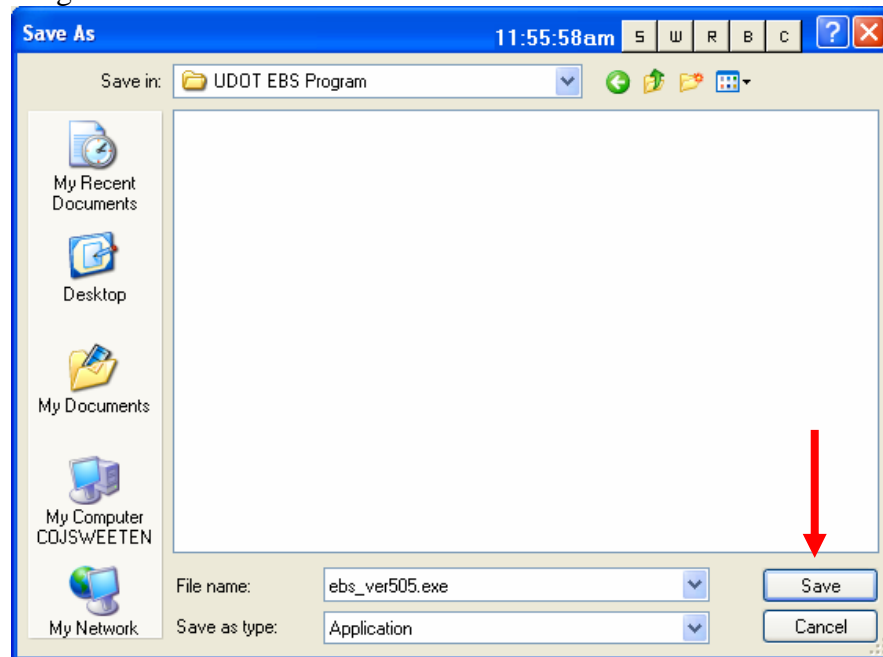 Save As 11:55:58am S W R B C ?
Save in: UDOT EBS Program
My Recent
Documents
Desktop
My Documents
My Computer
COJSWEETEN
My Network
File name: ebs_ver505.exe Save
Save as type: Application Cancel